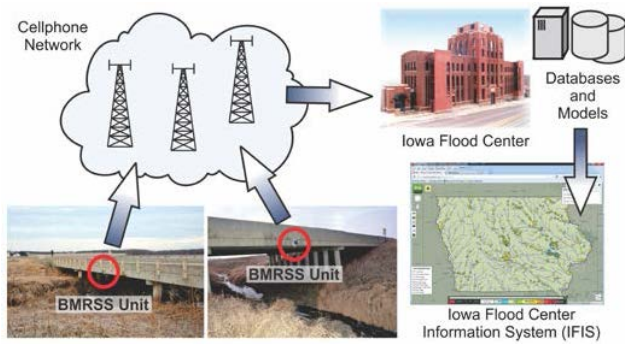 Cellphone
Network
Databases
and
Models
Iowa Flood Center
BMRSS Unit
BMRSS Unit
Iowa Flood Center
Information System (IFIS)